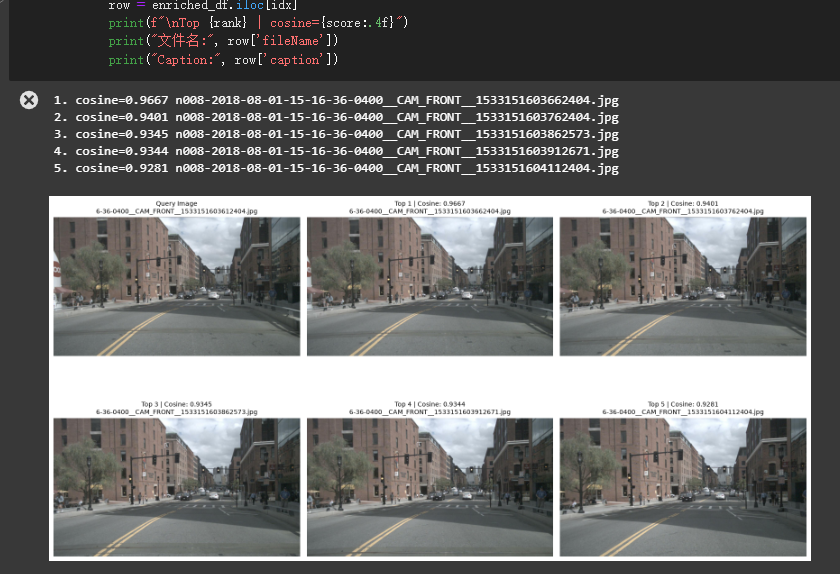 row = enriched_df.iloc[idx]
print(f"\nTop {rank} | cosine={score:.4f}")
print("文件名:", row['fileName'])
print("Caption:", row['caption'])
1. cosine=0.9667 n008-2018-08-01-15-16-36-0400__CAM_FRONT__1533151603662404.jpg
2. cosine=0.9401 n008-2018-08-01-15-16-36-0400__CAM_FRONT__1533151603762404.jpg
3. cosine=0.9345 n008-2018-08-01-15-16-36-0400__CAM_FRONT__1533151603862573.jpg
4. cosine=0.9344 n008-2018-08-01-15-16-36-0400__CAM_FRONT__1533151603912671.jpg
5. cosine=0.9281 n008-2018-08-01-15-16-36-0400__CAM_FRONT__1533151604112404.jpg
Query Image
6-36-0400__CAM_FRONT__1533151603612404.jpg
Top 1 | Cosine: 0.9667
6-36-0400__CAM_FRONT__1533151603662404.jpg
Top 2 | Cosine: 0.9401
6-36-0400__CAM_FRONT__1533151603762404.jpg
Top 3 | Cosine: 0.9345
6-36-0400__CAM_FRONT__1533151603862573.jpg
Top 4 | Cosine: 0.9344
6-36-0400__CAM_FRONT__1533151603912671.jpg
Top 5 | Cosine: 0.9281
6-36-0400__CAM_FRONT__1533151604112404.jpg